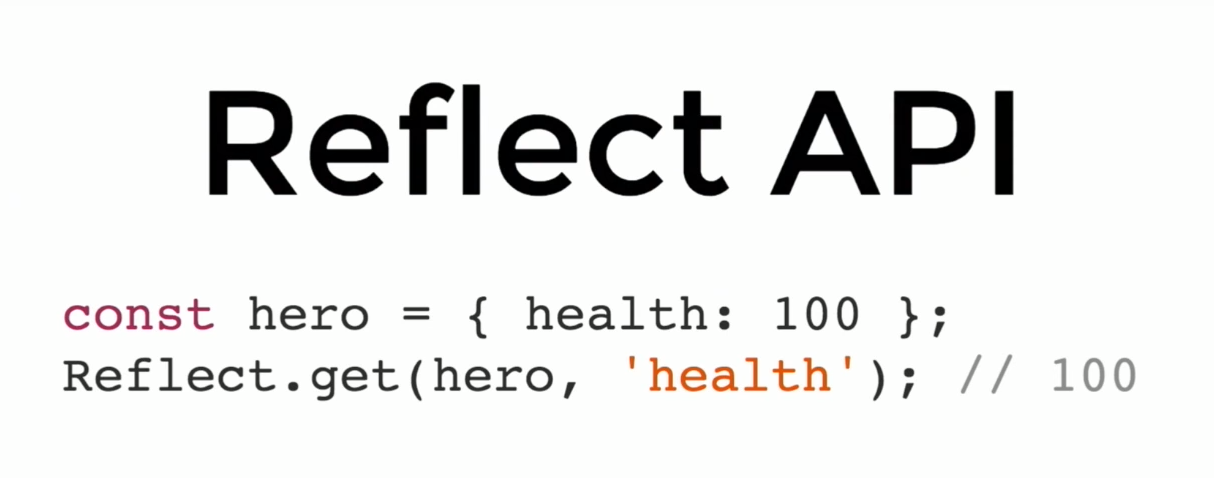 Reflect API
const hero = { health: 100 };
Reflect.get(hero, 'health'); // 100